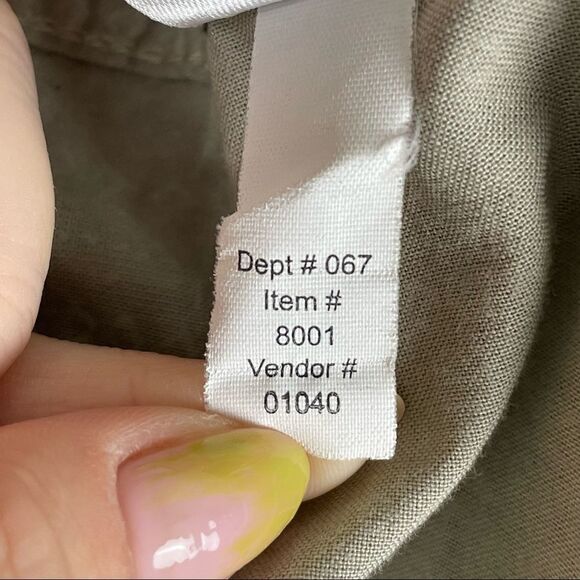 Dept # 067
Item #
8001
Vendor #
01040